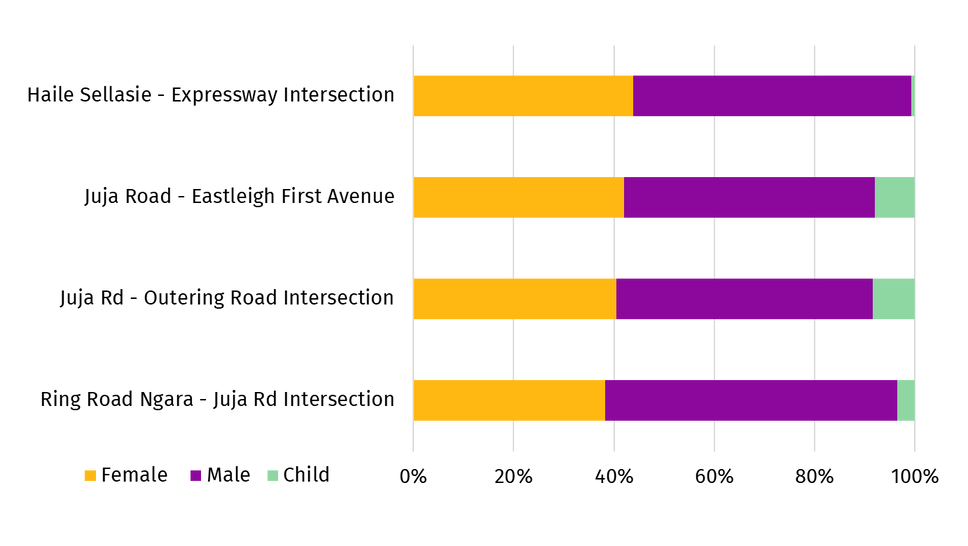 Haile Sellasie - Expressway Intersection
Juja Road - Eastleigh First Avenue
Juja Rd - Outering Road Intersection
Ring Road Ngara - Juja Rd Intersection
Female Male Child
0% 20% 40% 60% 80% 100%